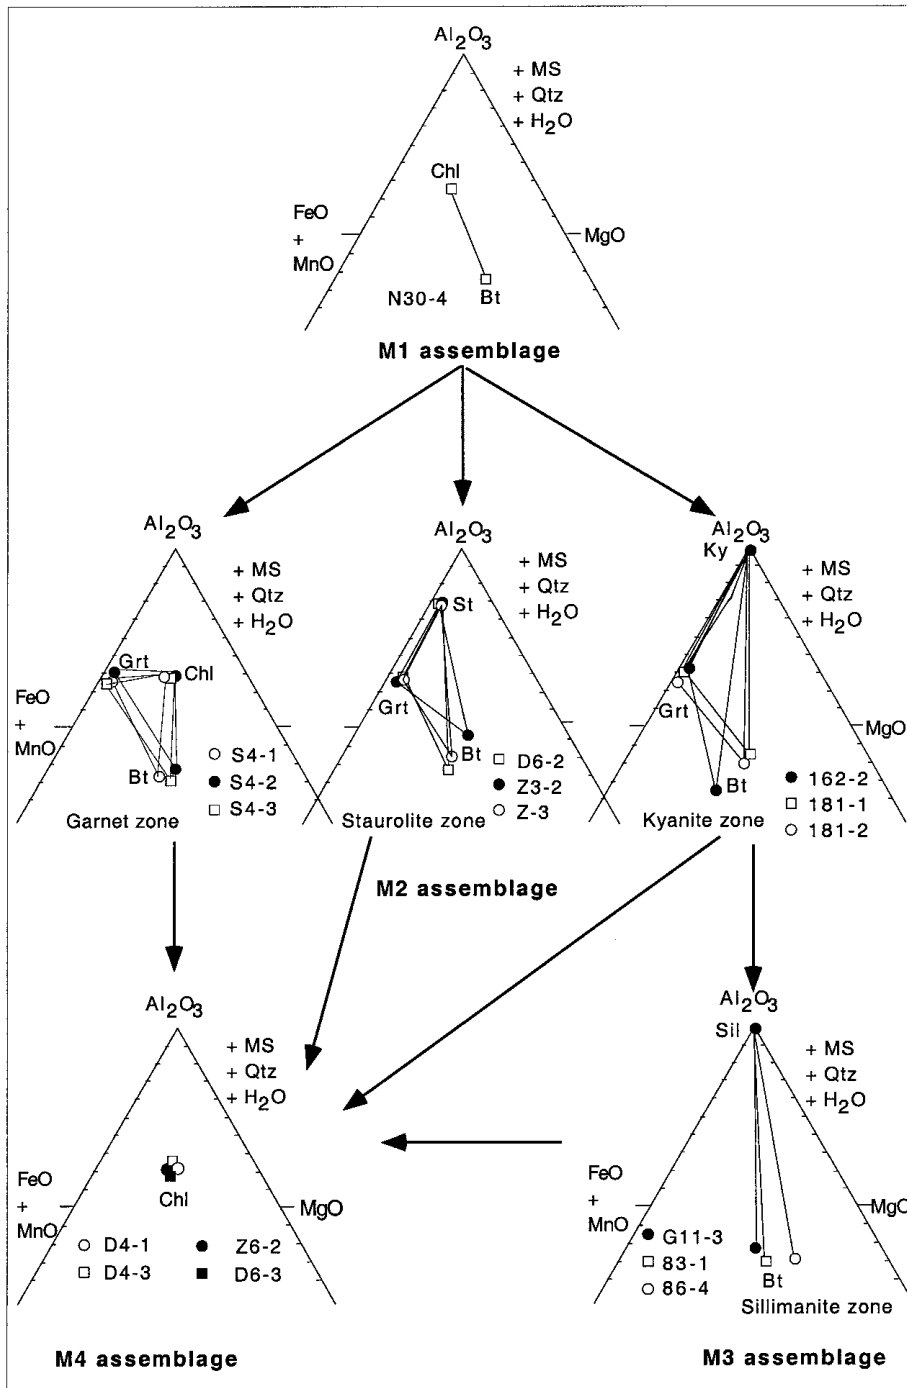 Al2O3
+ MS
+ Qtz
+ H2O
Chl
FeO
+
MnO
MgO
N30-4
Bt
M1 assemblage
Al2O3
+ MS
+ Qtz
+ H2O
Grt
Chl
FeO
+
MnO
Bt
S4-1
S4-2
S4-3
Garnet zone
Al2O3
+ MS
+ Qtz
+ H2O
St
Grt
Bt
D6-2
Z3-2
Z-3
Staurolite zone
Al2O3
Ky
+ MS
+ Qtz
+ H2O
Grt
MgO
Bt
162-2
181-1
181-2
Kyanite zone
M2 assemblage
Al2O3
+ MS
+ Qtz
+ H2O
FeO
+
MnO
Chl
MgO
D4-1
Z6-2
D4-3
D6-3
M4 assemblage
Al2O3
Sil
+ MS
+ Qtz
+ H2O
FeO
+
MnO
MgO
G11-3
83-1
Bt
86-4
Sillimanite zone
M3 assemblage